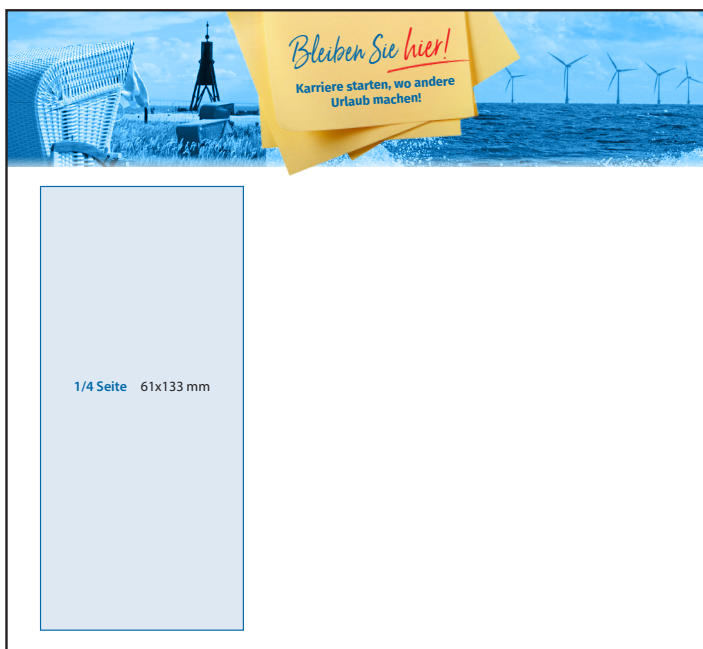 Bleiben Sie hier!
Karriere starten, wo andere
Urlaub machen!
1/4 Seite 61x133 mm